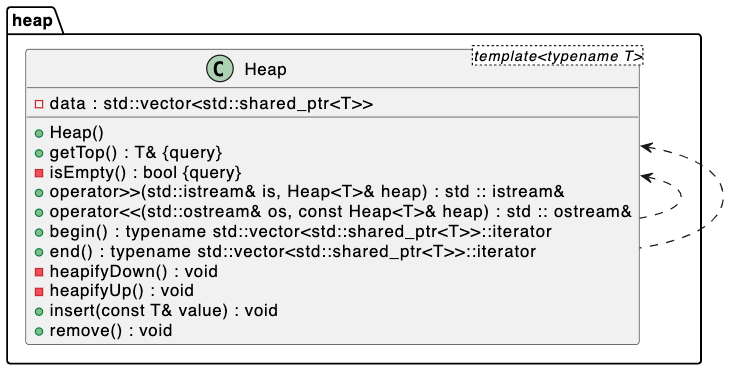 heap
template<typename T>
C Heap
data : std::vector<std::shared_ptr<T>>
Heap()
getTop() : T& {query}
isEmpty() : bool {query}
operator>>(std::istream& is, Heap<T>& heap) : std :: istream&
operator<<(std::ostream& os, const Heap<T>& heap) : std :: ostream&
begin() : typename std::vector<std::shared_ptr<T>>::iterator
end() : typename std::vector<std::shared_ptr<T>>::iterator
heapifyDown() : void
heapifyUp() : void
insert(const T& value) : void
remove() : void